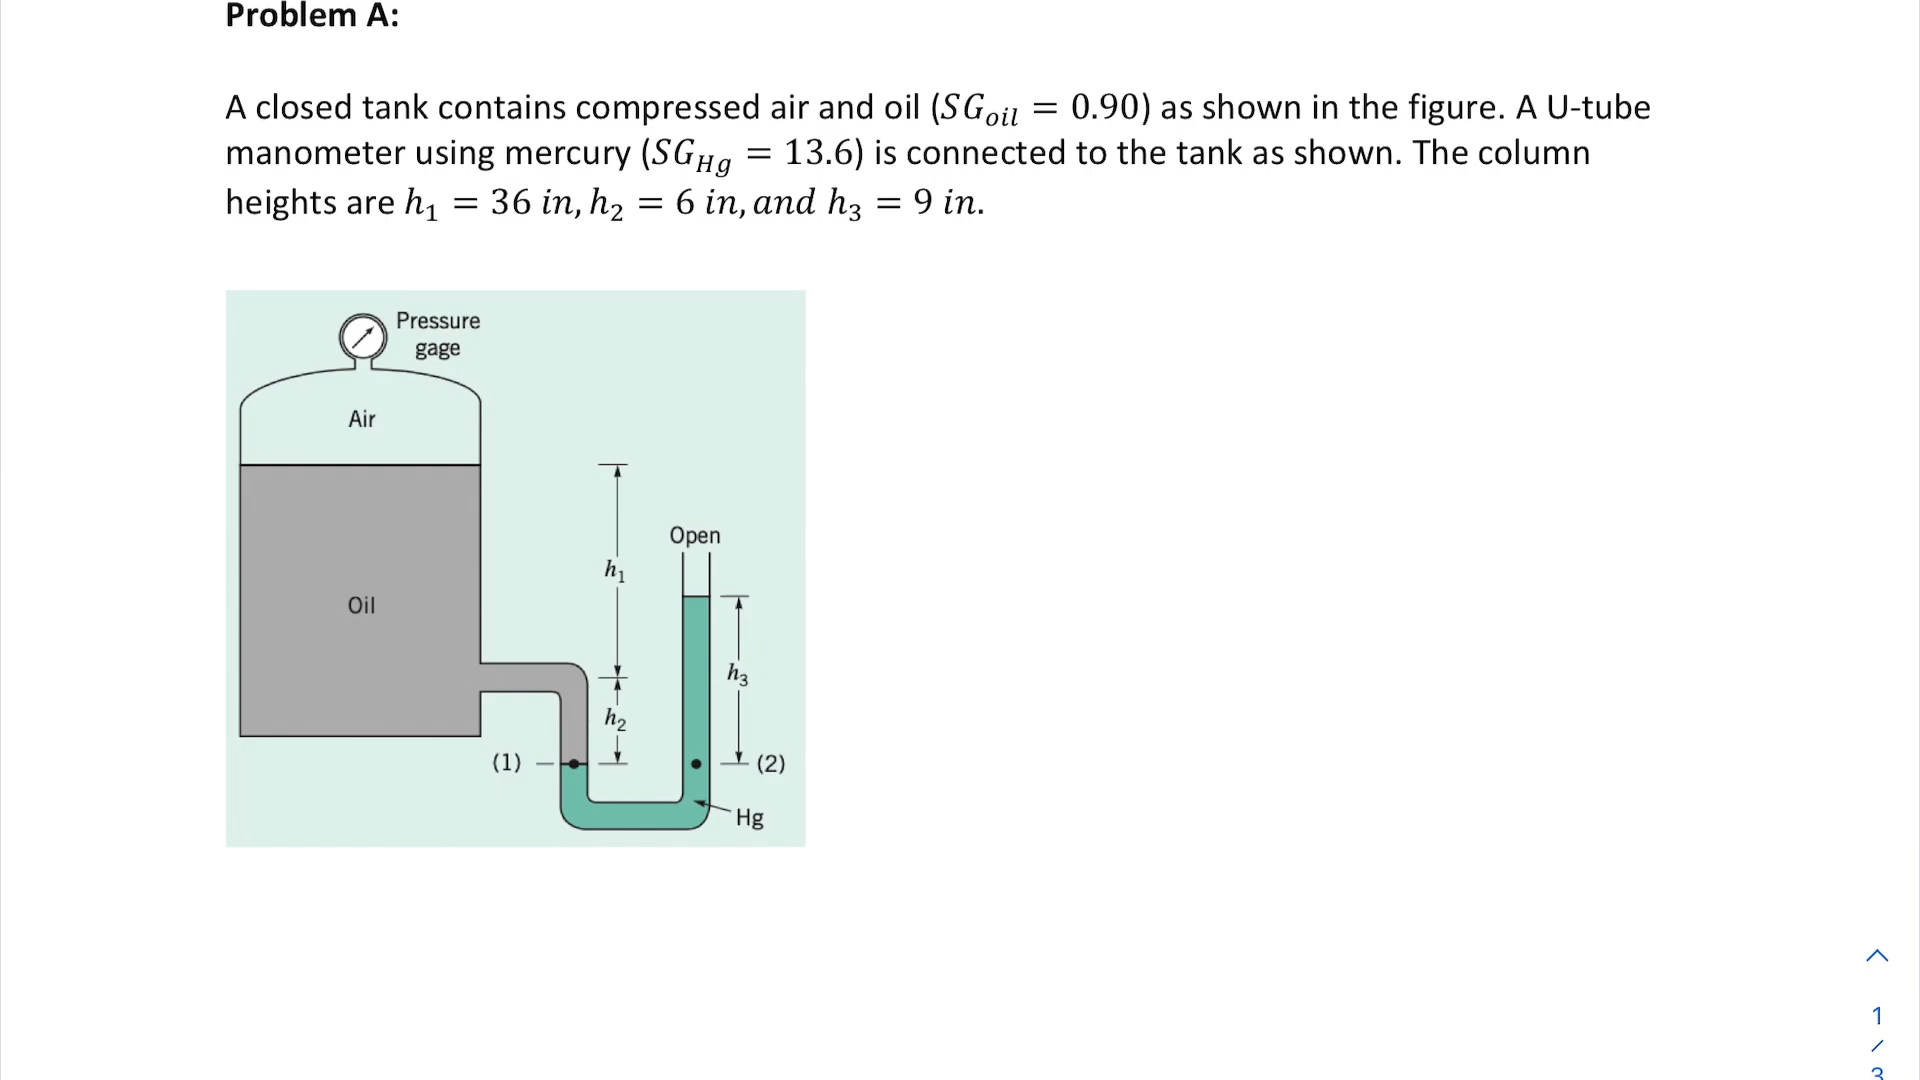 Problem A:
A closed tank contains compressed air and oil (SG_oil = 0.90) as shown in the figure. A U-tube
manometer using mercury (SG_Hg = 13.6) is connected to the tank as shown. The column
heights are h₁ = 36 in, h₂ = 6 in, and h₃ = 9 in.
Pressure
gage
Air
Open
h₁
Oil
h₃
h₂
(1)
(2)
Hg
1
/
3